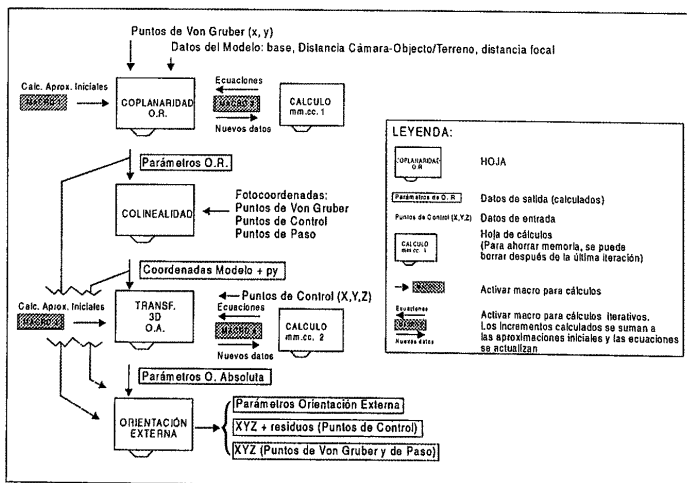 Puntos de Von Gruber (x, y)
Datos del Modelo: base, Distancia Cámara-Objecto/Terreno, distancia focal
Calc. Aprox. Iniciales
MACRO 1
COPLANARIDAD
O.R.
Ecuaciones
MACRO
Nuevos datos
CALCULO
mm.cc. 1
Parámetros O.R.
COLINEALIDAD
Fotocoordenadas:
Puntos de Von Gruber
Puntos de Control
Puntos de Paso
Coordenadas Modelo + py
Calc. Aprox. Iniciales
MACRO
TRANSF.
3D
O.A.
Puntos de Control (X,Y,Z)
Ecuaciones
MACRO
Nuevos datos
CALCULO
mm.cc. 2
Parámetros O. Absoluta
ORIENTACIÓN
EXTERNA
Parámetros Orientación Externa
XYZ + residuos (Puntos de Control)
XYZ (Puntos de Von Gruber y de Paso)
LEYENDA:
COPLANARIDAD
O.R
HOJA
Parámetros de O. R
Datos de salida (calculados)
Puntos de Control (X,Y,Z)
Datos de entrada
CALCULO
mm.cc. 1
Hoja de cálculos
(Para ahorrar memoria, se puede
borrar después de la última iteración)
MACRO
Activar macro para cálculos
Ecuaciones
Nuevos datos
Activar macro para cálculos iterativos.
Los incrementos calculados se suman a
las aproximaciones iniciales y las ecuaciones
se actualizan